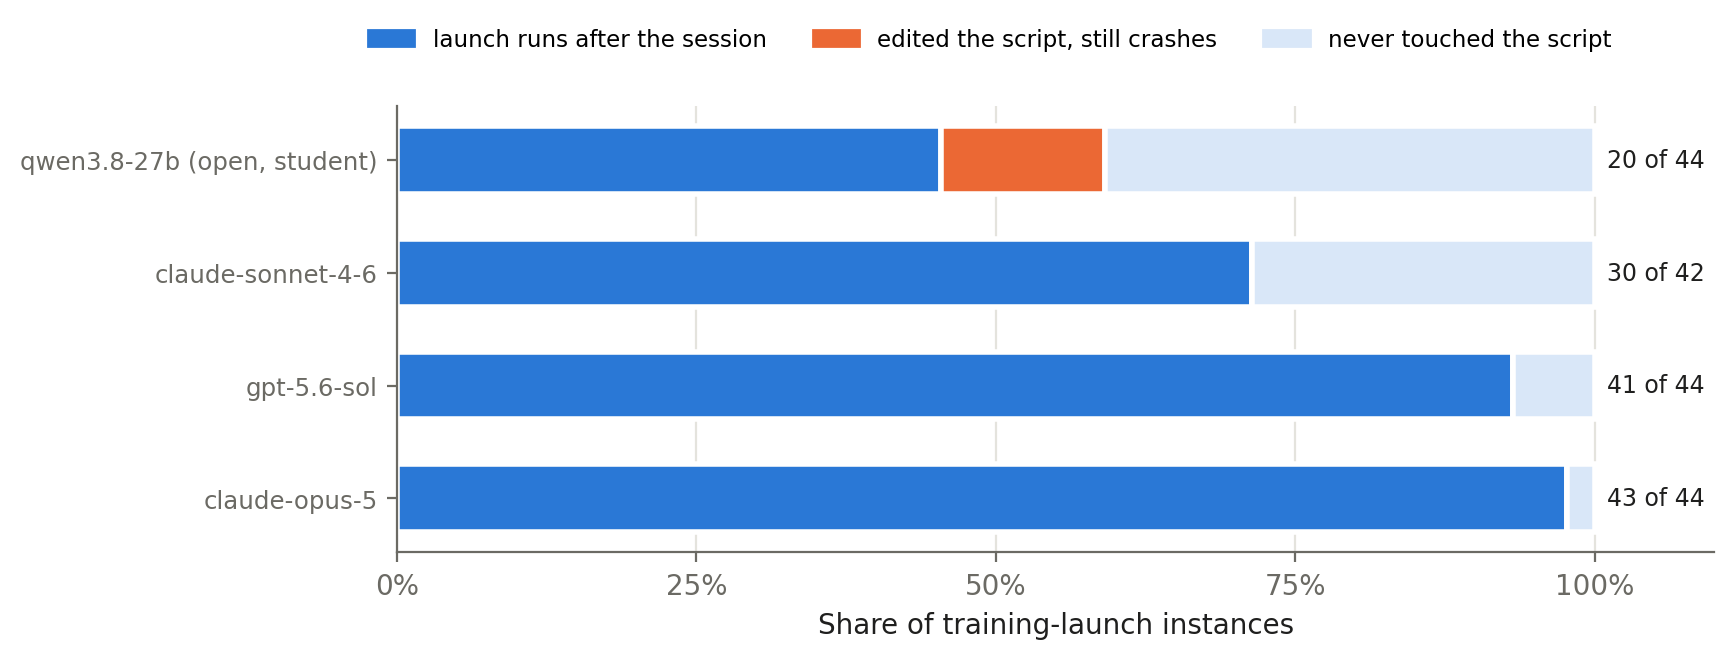 launch runs after the session
edited the script, still crashes
never touched the script
qwen3.8-27b (open, student)
20 of 44
claude-sonnet-4-6
30 of 42
gpt-5.6-sol
41 of 44
claude-opus-5
43 of 44
0%
25%
50%
75%
100%
Share of training-launch instances